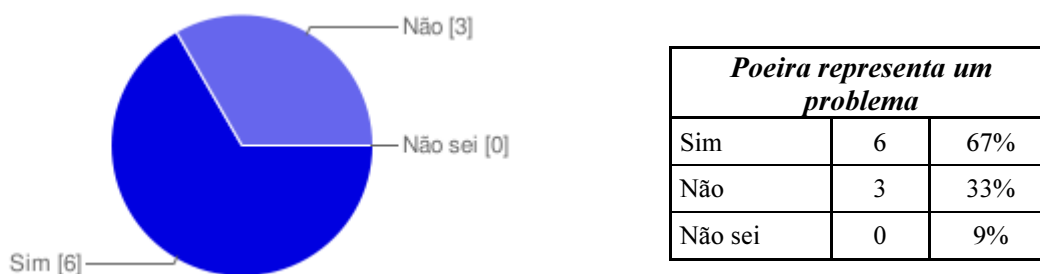 Não [3]
Não sei [0]
Sim [6]
Poeira representa um
problema
Sim 6 67%
Não 3 33%
Não sei 0 9%